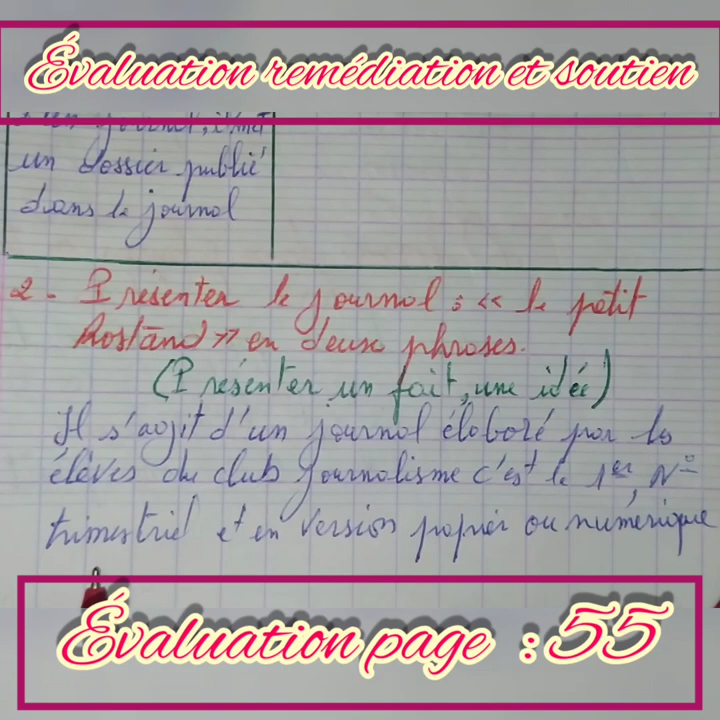 Évaluation remédiation et soutien
un dossier publié
dans le journal
2 - Présenter le journal : « le petit
Rostand » en deux phrases.
(Présenter un fait, une idée)
Il s'agit d'un journal élaboré par les
élèves du club journalisme c'est le 1er N°
trimestriel et en version papier ou numérique
Évaluation page : 55